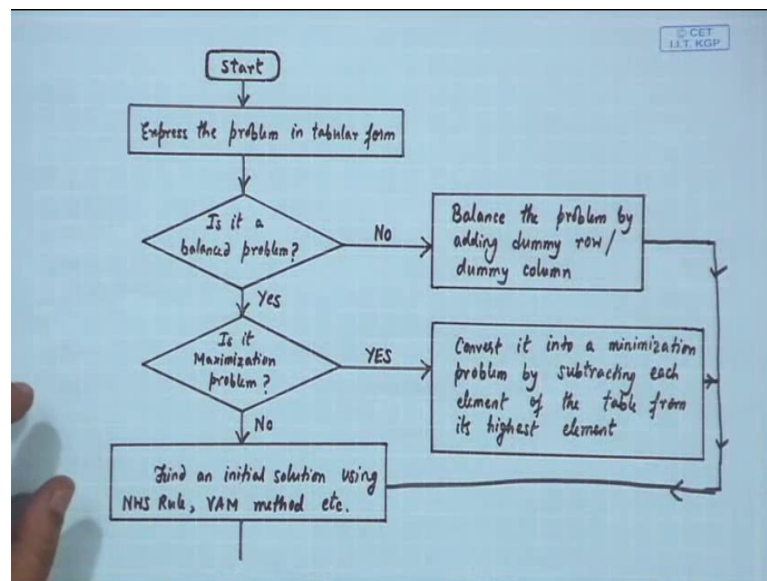 © CET
I.I.T. KGP
Start
Express the problem in tabular form
Is it a
balanced problem?
No
Balance the problem by
adding dummy row/
dummy column
Yes
Is it
Maximization
problem?
YES
Convert it into a minimization
problem by subtracting each
element of the table from
its highest element
No
Find an initial solution using
NHS Rule, VAM method etc.